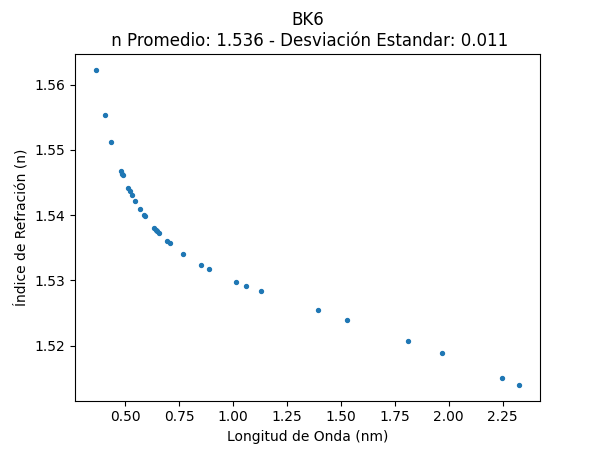 BK6
n Promedio: 1.536 - Desviación Estandar: 0.011
Índice de Refración (n)
1.56
1.55
1.54
1.53
1.52
0.50 0.75 1.00 1.25 1.50 1.75 2.00 2.25
Longitud de Onda (nm)